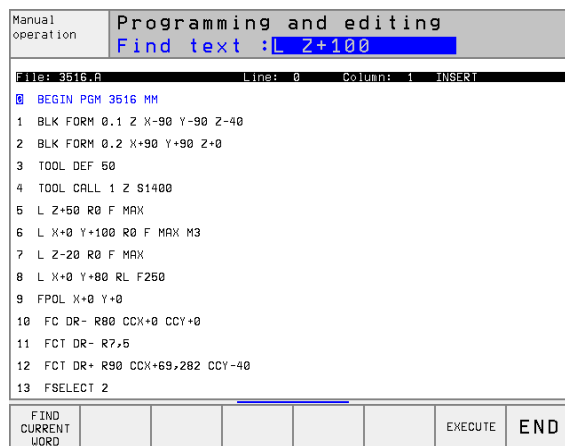 Manual
operation
Programming and editing
Find text :L Z+100
File: 3516.A Line: 0 Column: 1 INSERT
0 BEGIN PGM 3516 MM
1 BLK FORM 0.1 Z X-90 Y-90 Z-40
2 BLK FORM 0.2 X+90 Y+90 Z+0
3 TOOL DEF 50
4 TOOL CALL 1 Z S1400
5 L Z+50 R0 F MAX
6 L X+0 Y+100 R0 F MAX M3
7 L Z-20 R0 F MAX
8 L X+0 Y+80 RL F250
9 FPOL X+0 Y+0
10 FC DR- R80 CCX+0 CCY+0
11 FCT DR- R7,5
12 FCT DR+ R90 CCX+69,282 CCY-40
13 FSELECT 2
FIND
CURRENT
WORD
EXECUTE
END